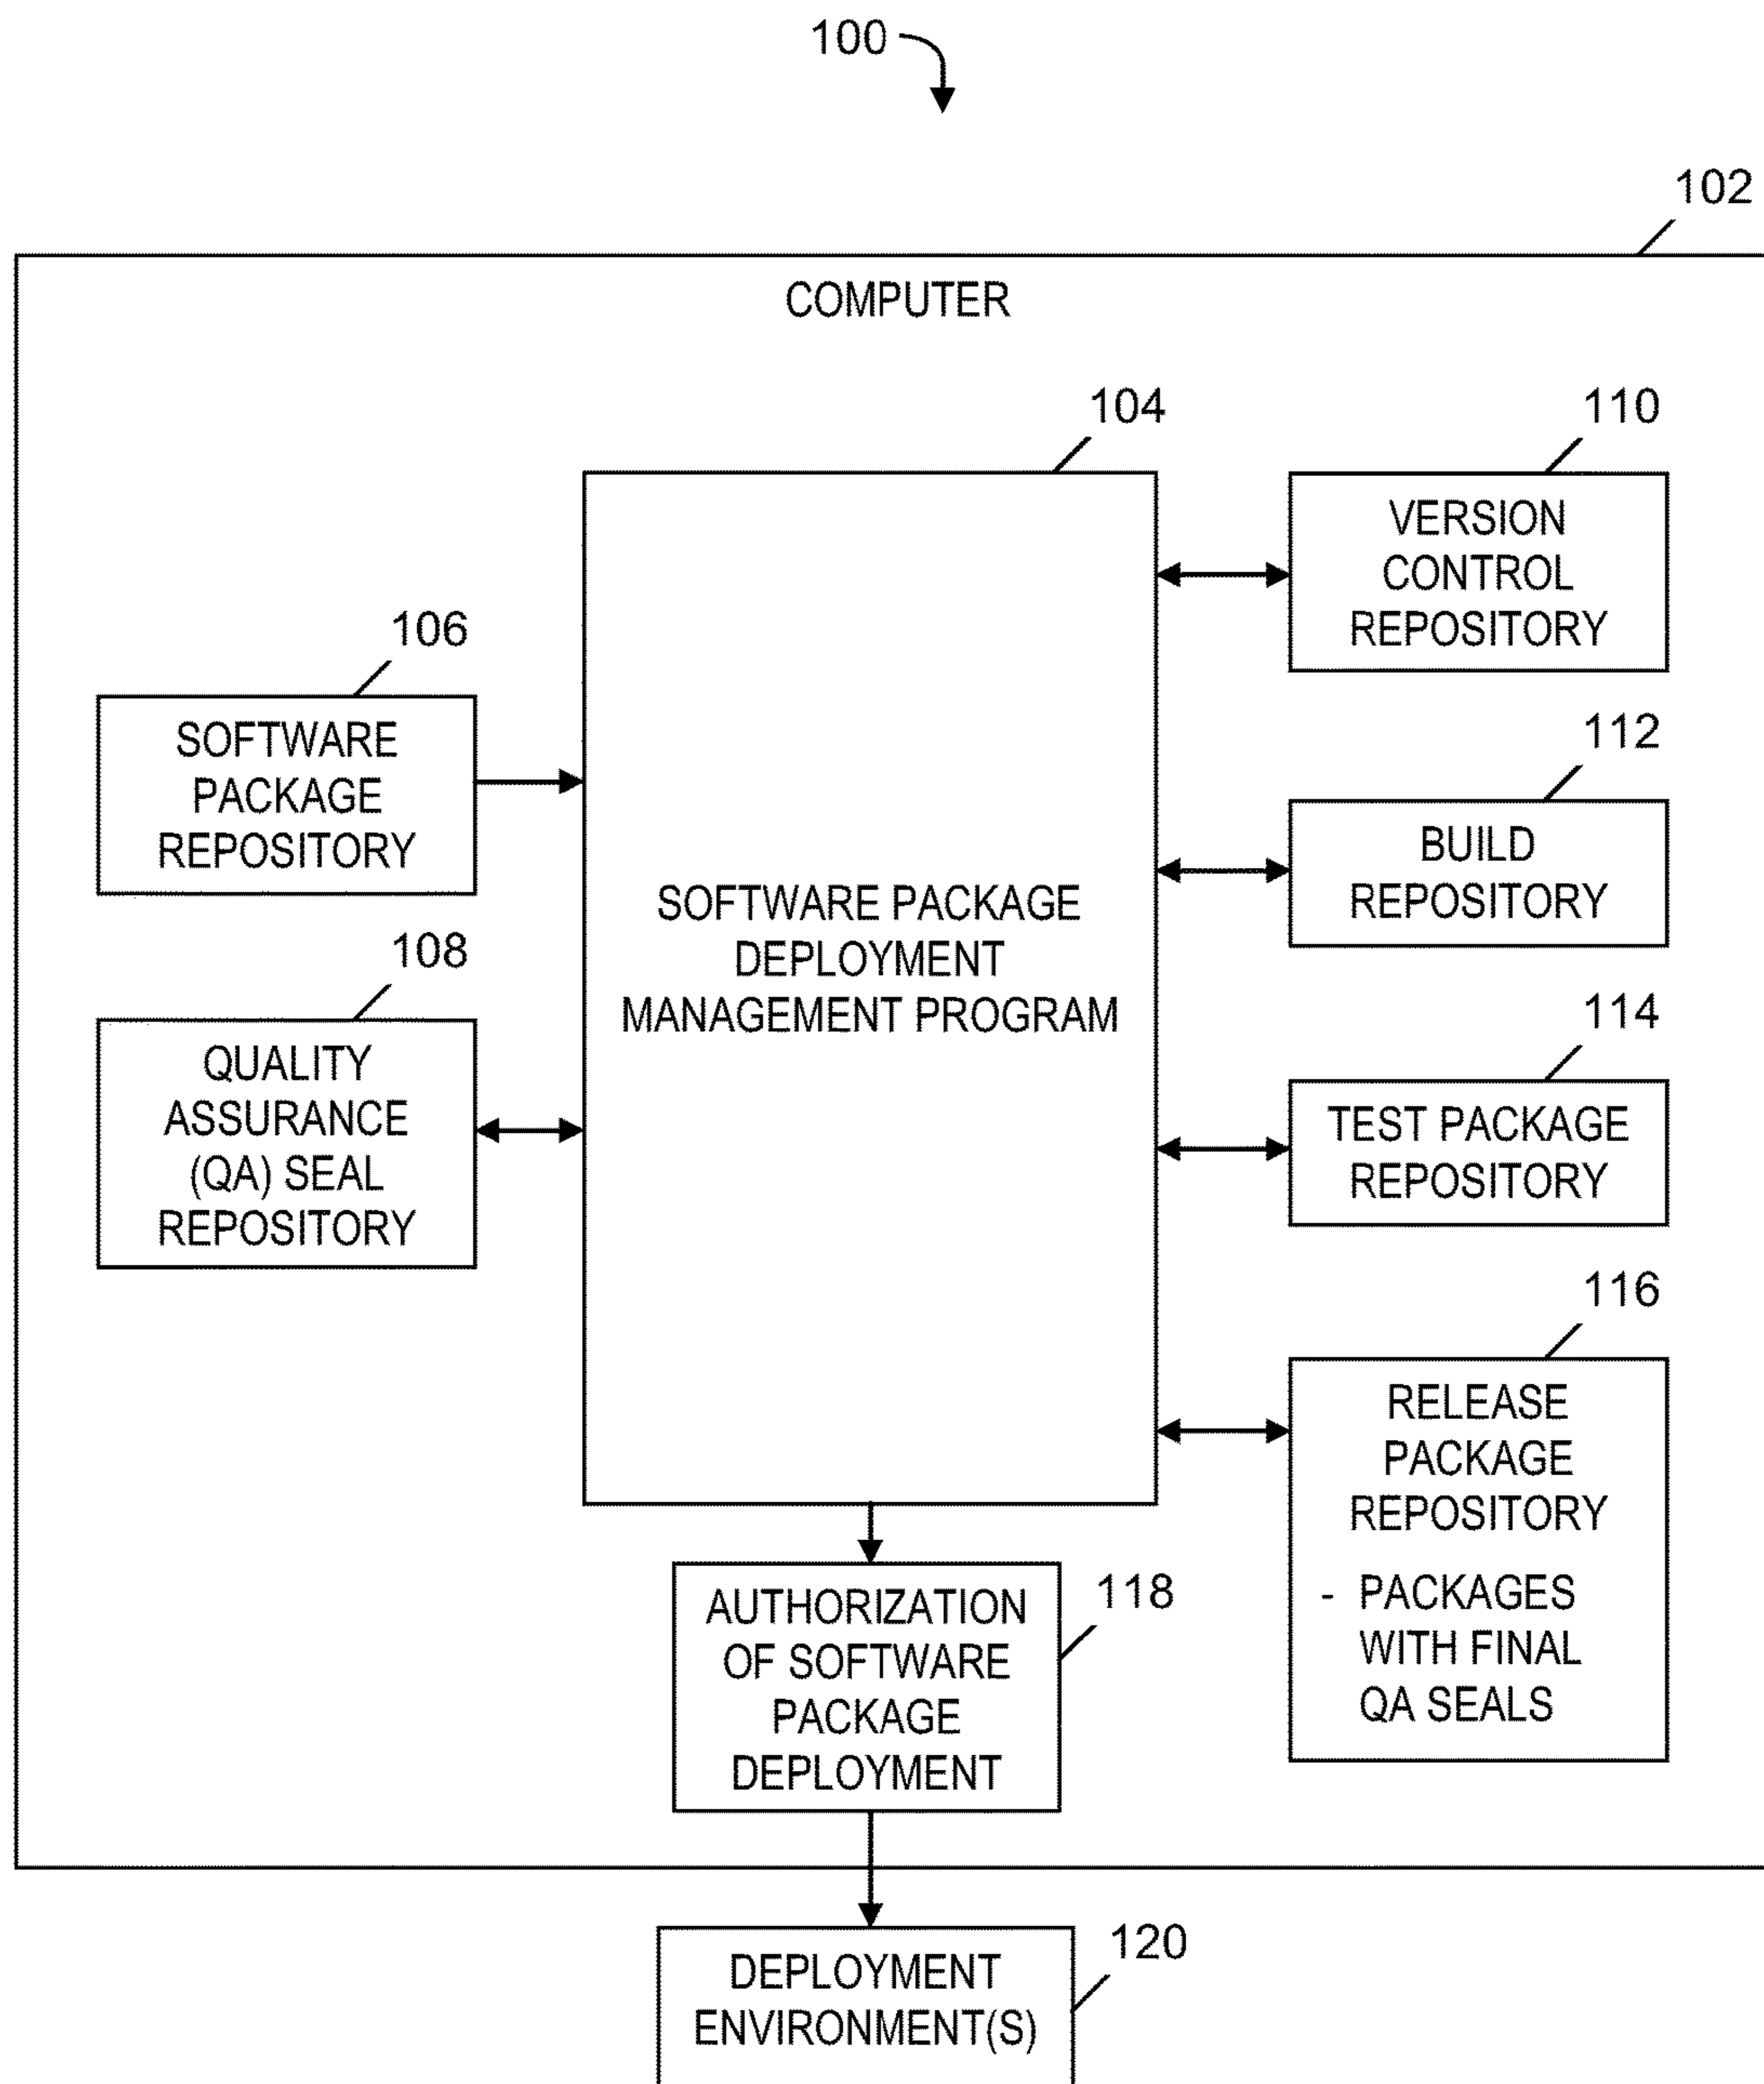 100
102
COMPUTER
104
110
VERSION
CONTROL
REPOSITORY
106
SOFTWARE
PACKAGE
REPOSITORY
112
BUILD
REPOSITORY
SOFTWARE PACKAGE
DEPLOYMENT
MANAGEMENT PROGRAM
108
QUALITY
ASSURANCE
(QA) SEAL
REPOSITORY
114
TEST PACKAGE
REPOSITORY
116
RELEASE
PACKAGE
REPOSITORY
- PACKAGES
WITH FINAL
QA SEALS
118
AUTHORIZATION
OF SOFTWARE
PACKAGE
DEPLOYMENT
120
DEPLOYMENT
ENVIRONMENT(S)